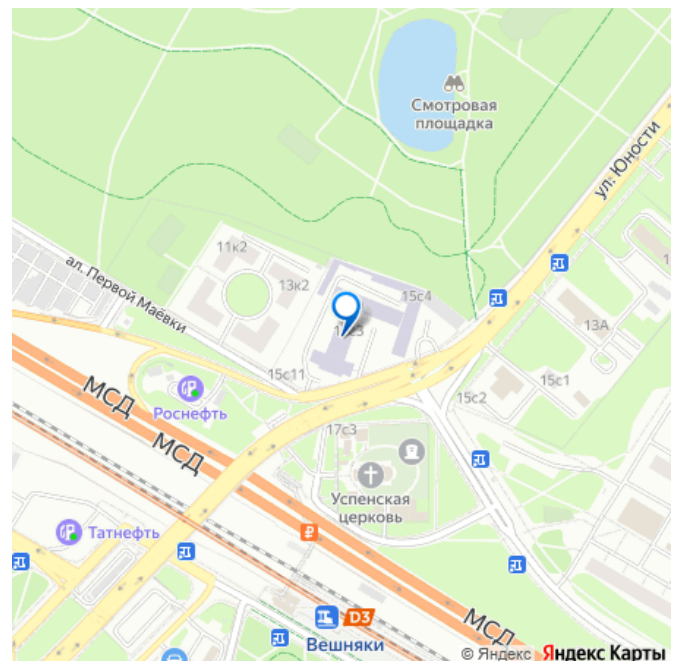 Смотровая
площадка
ул. Юности
11к2
ал. Первой Маёвки
13к2
15с4
13А
15с11
15с1
МСД
Роснефть
15с2
17с3
МСД
Успенская
церковь
Татнефть
₽
D3
МСД
Вешняки
© Яндекс Яндекс Карты